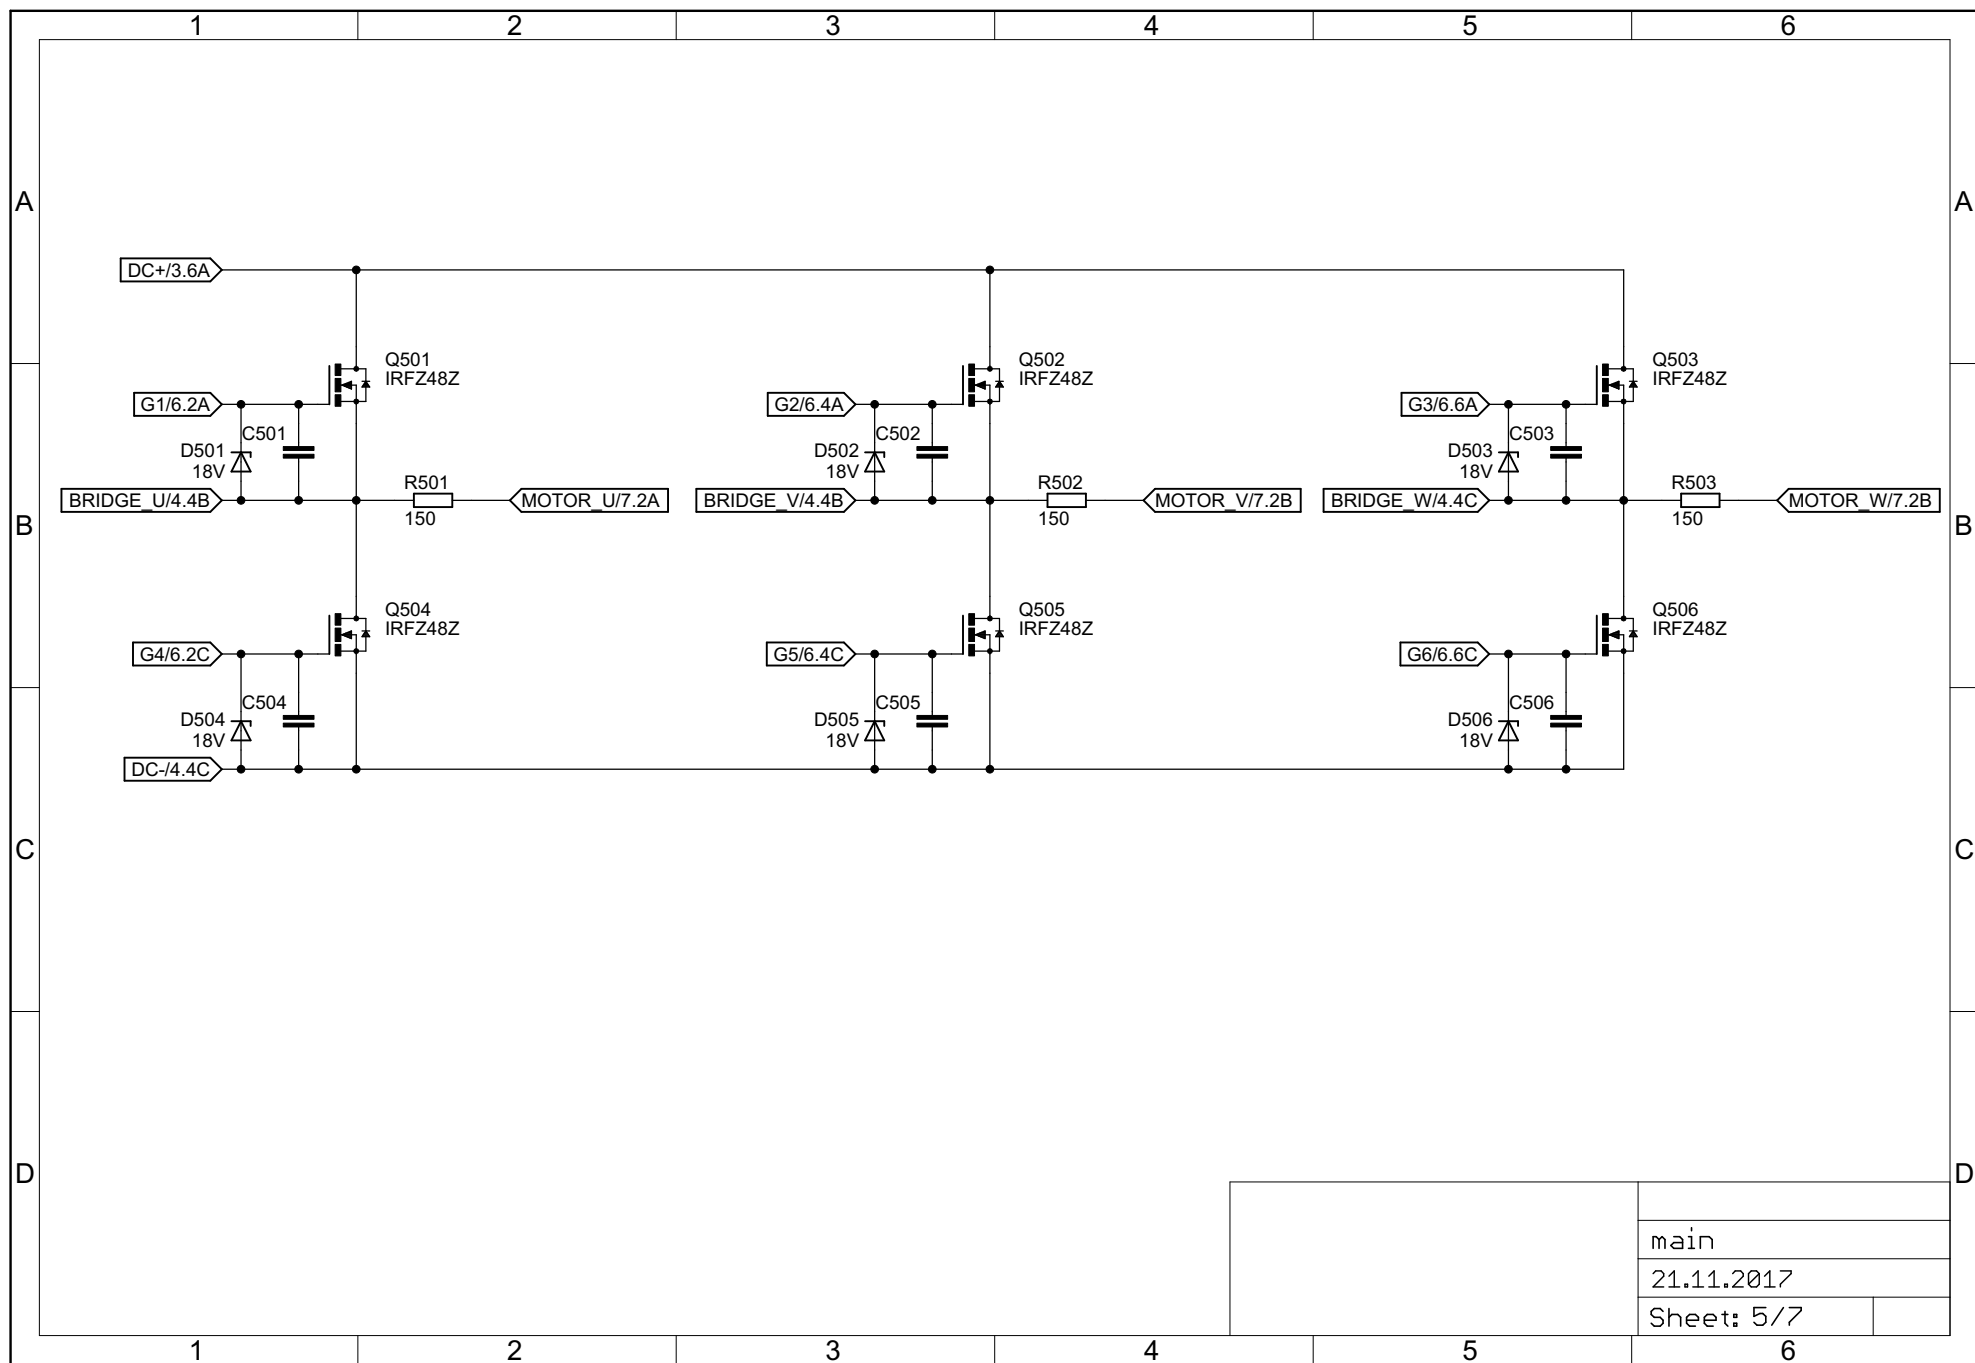 1 2 3 4 5 6
A A
DC+/3.6A
Q501 Q502 Q503
IRFZ48Z IRFZ48Z IRFZ48Z
G1/6.2A G2/6.4A G3/6.6A
C501 C502 C503
D501 D502 D503
18V 18V 18V
R501 R502 R503
BRIDGE_U/4.4B MOTOR_U/7.2A BRIDGE_V/4.4B MOTOR_V/7.2B BRIDGE_W/4.4C MOTOR_W/7.2B
150 150 150
B B
Q504 Q505 Q506
IRFZ48Z IRFZ48Z IRFZ48Z
G4/6.2C G5/6.4C G6/6.6C
C504 C505 C506
D504 D505 D506
18V 18V 18V
DC-/4.4C
C C
D D
main
21.11.2017
Sheet: 5/7
1 2 3 4 5 6